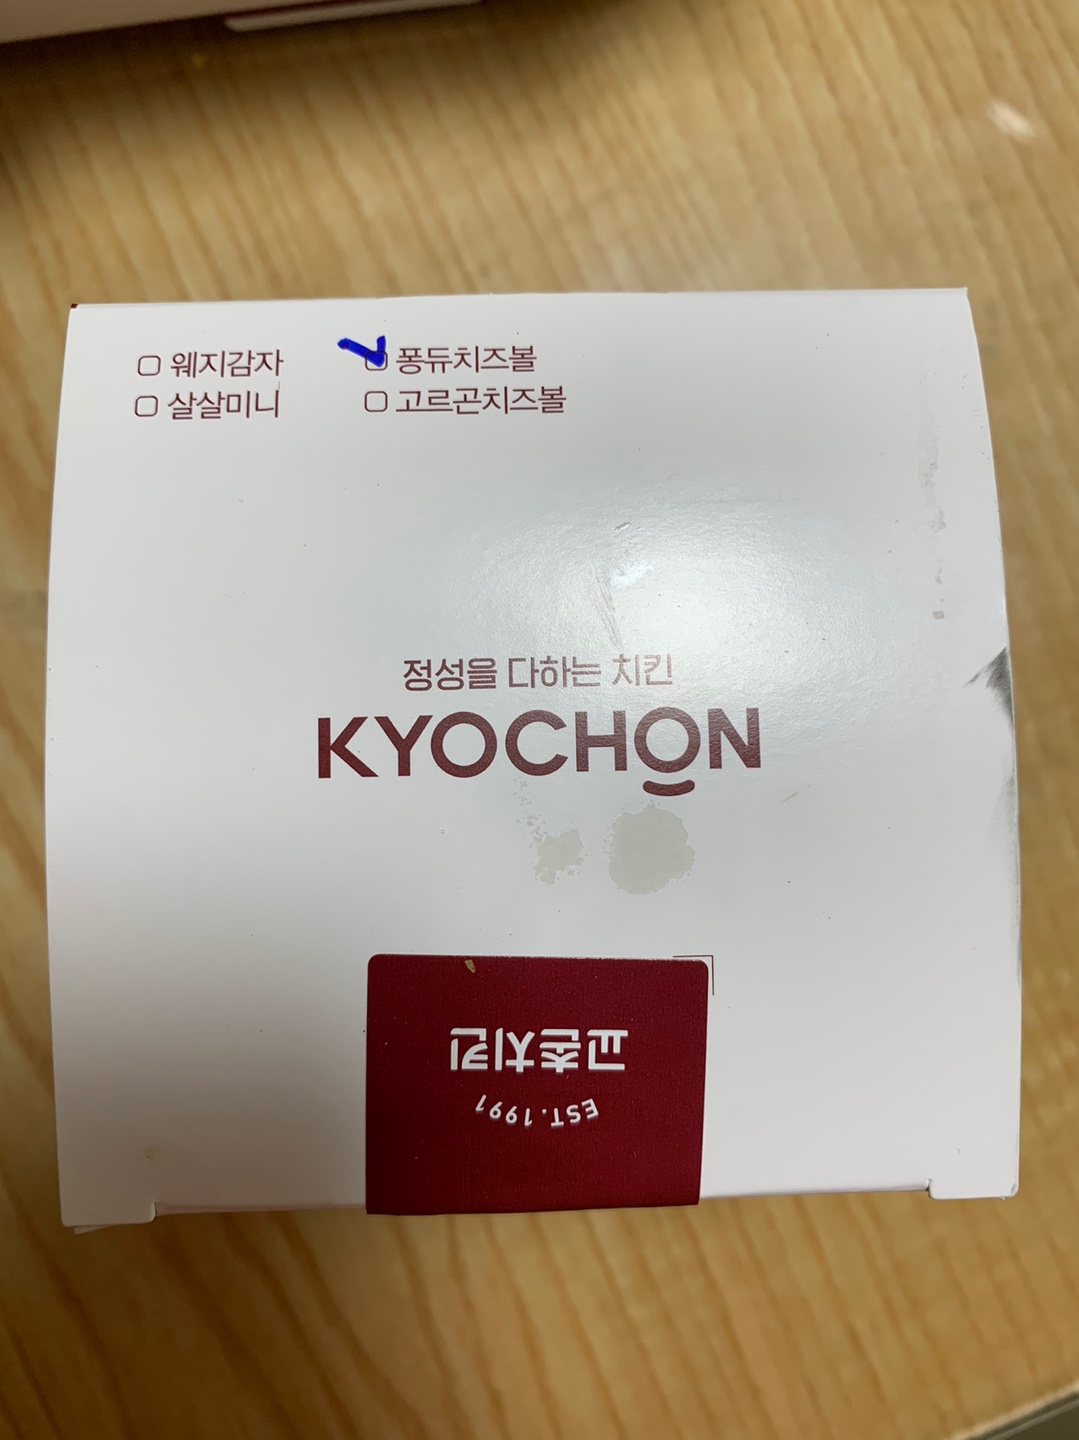 웨지감자 퐁듀치즈볼
살살미니 고르곤치즈볼
정성을 다하는 치킨
KYOCHON
교촌치킨
EST.1991